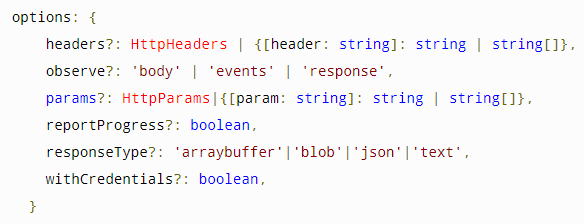 options: {
headers?: HttpHeaders | {[header: string]: string | string[]},
observe?: 'body' | 'events' | 'response',
params?: HttpParams|{[param: string]: string | string[]},
reportProgress?: boolean,
responseType?: 'arraybuffer'|'blob'|'json'|'text',
withCredentials?: boolean,
}